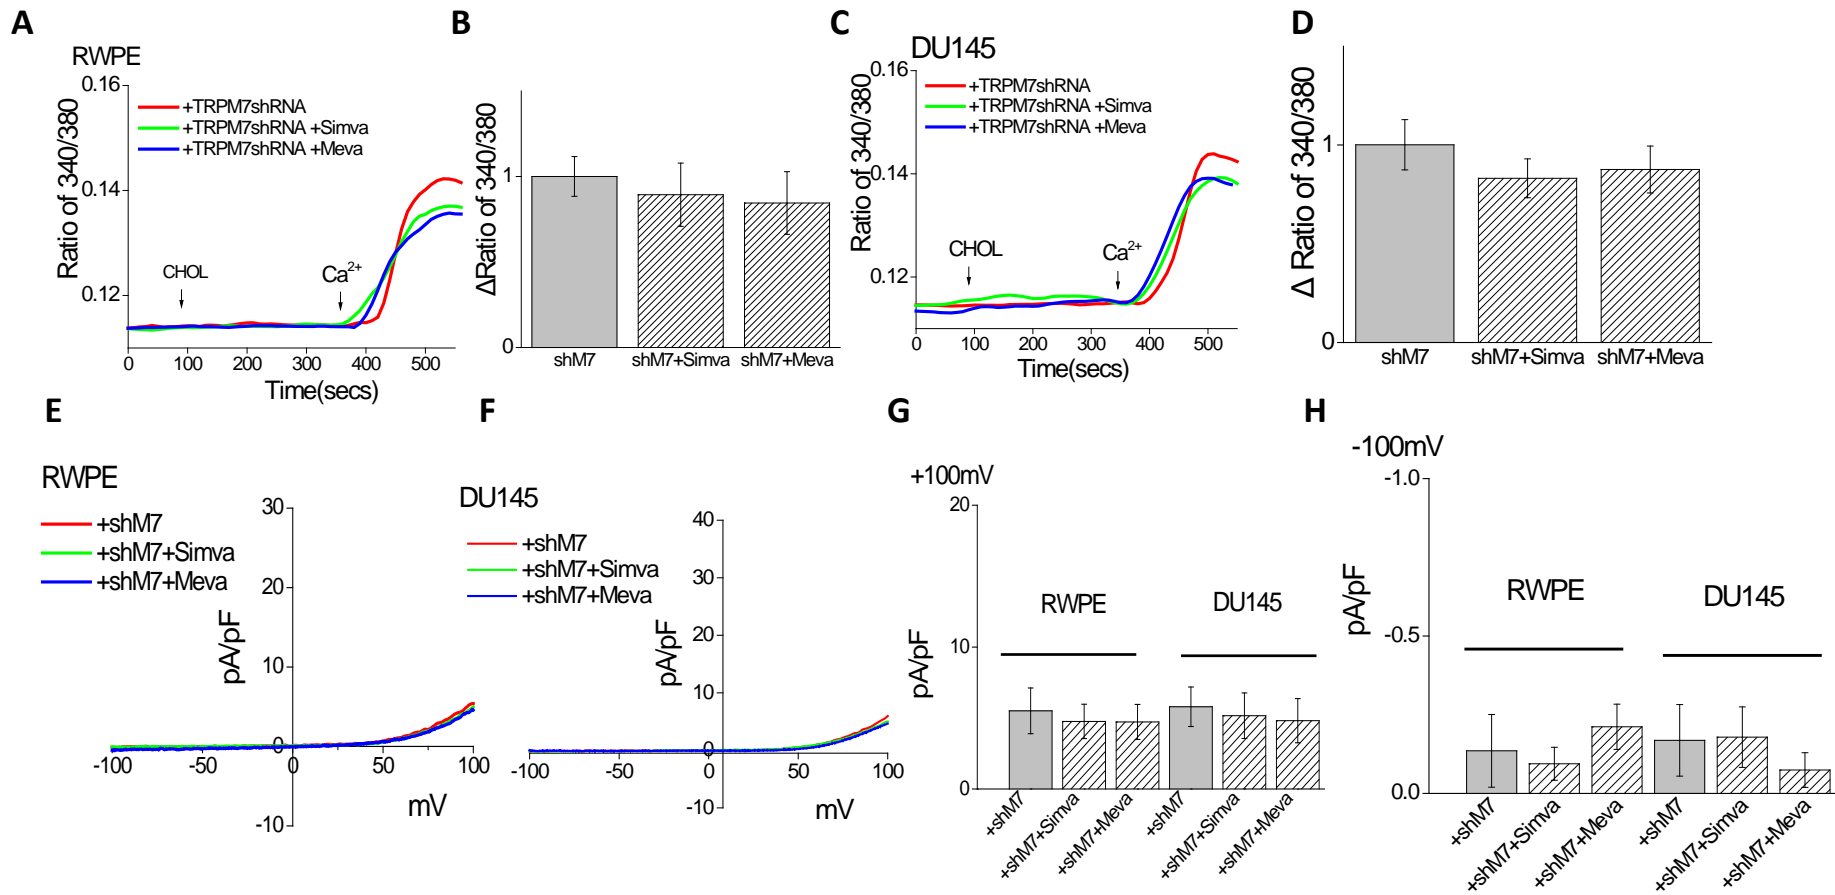 A
RWPE
0.16
0.14
0.12
Ratio of 340/380
+TRPM7shRNA
+TRPM7shRNA +Simva
+TRPM7shRNA +Meva
CHOL
Ca2+
0 100 200 300 400 500
Time(secs)
B
ΔRatio of 340/380
1
0
shM7 shM7+Simva shM7+Meva
C
DU145
0.16
0.14
0.12
Ratio of 340/380
+TRPM7shRNA
+TRPM7shRNA +Simva
+TRPM7shRNA +Meva
CHOL
Ca2+
0 100 200 300 400 500
Time(secs)
D
Δ Ratio of 340/380
1
0
shM7 shM7+Simva shM7+Meva
E
RWPE
+shM7
+shM7+Simva
+shM7+Meva
30
20
10
0
-10
pA/pF
-100 -50 0 50 100
mV
F
DU145
+shM7
+shM7+Simva
+shM7+Meva
40
30
20
10
0
-10
pA/pF
-100 -50 0 50 100
mV
G
+100mV
20
10
0
pA/pF
RWPE
DU145
+shM7
+shM7+Simva
+shM7+Meva
+shM7
+shM7+Simva
+shM7+Meva
H
-100mV
-1.0
-0.5
0.0
pA/pF
RWPE
DU145
+shM7
+shM7+Simva
+shM7+Meva
+shM7
+shM7+Simva
+shM7+Meva